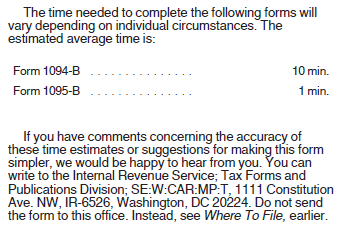 The time needed to complete the following forms will
vary depending on individual circumstances. The
estimated average time is:
Form 1094-B . . . . . . . . . . . . . . . 10 min.
Form 1095-B . . . . . . . . . . . . . . . 1 min.
If you have comments concerning the accuracy of
these time estimates or suggestions for making this form
simpler, we would be happy to hear from you. You can
write to the Internal Revenue Service; Tax Forms and
Publications Division; SE:W:CAR:MP:T, 1111 Constitution
Ave. NW, IR-6526, Washington, DC 20224. Do not send
the form to this office. Instead, see Where To File, earlier.